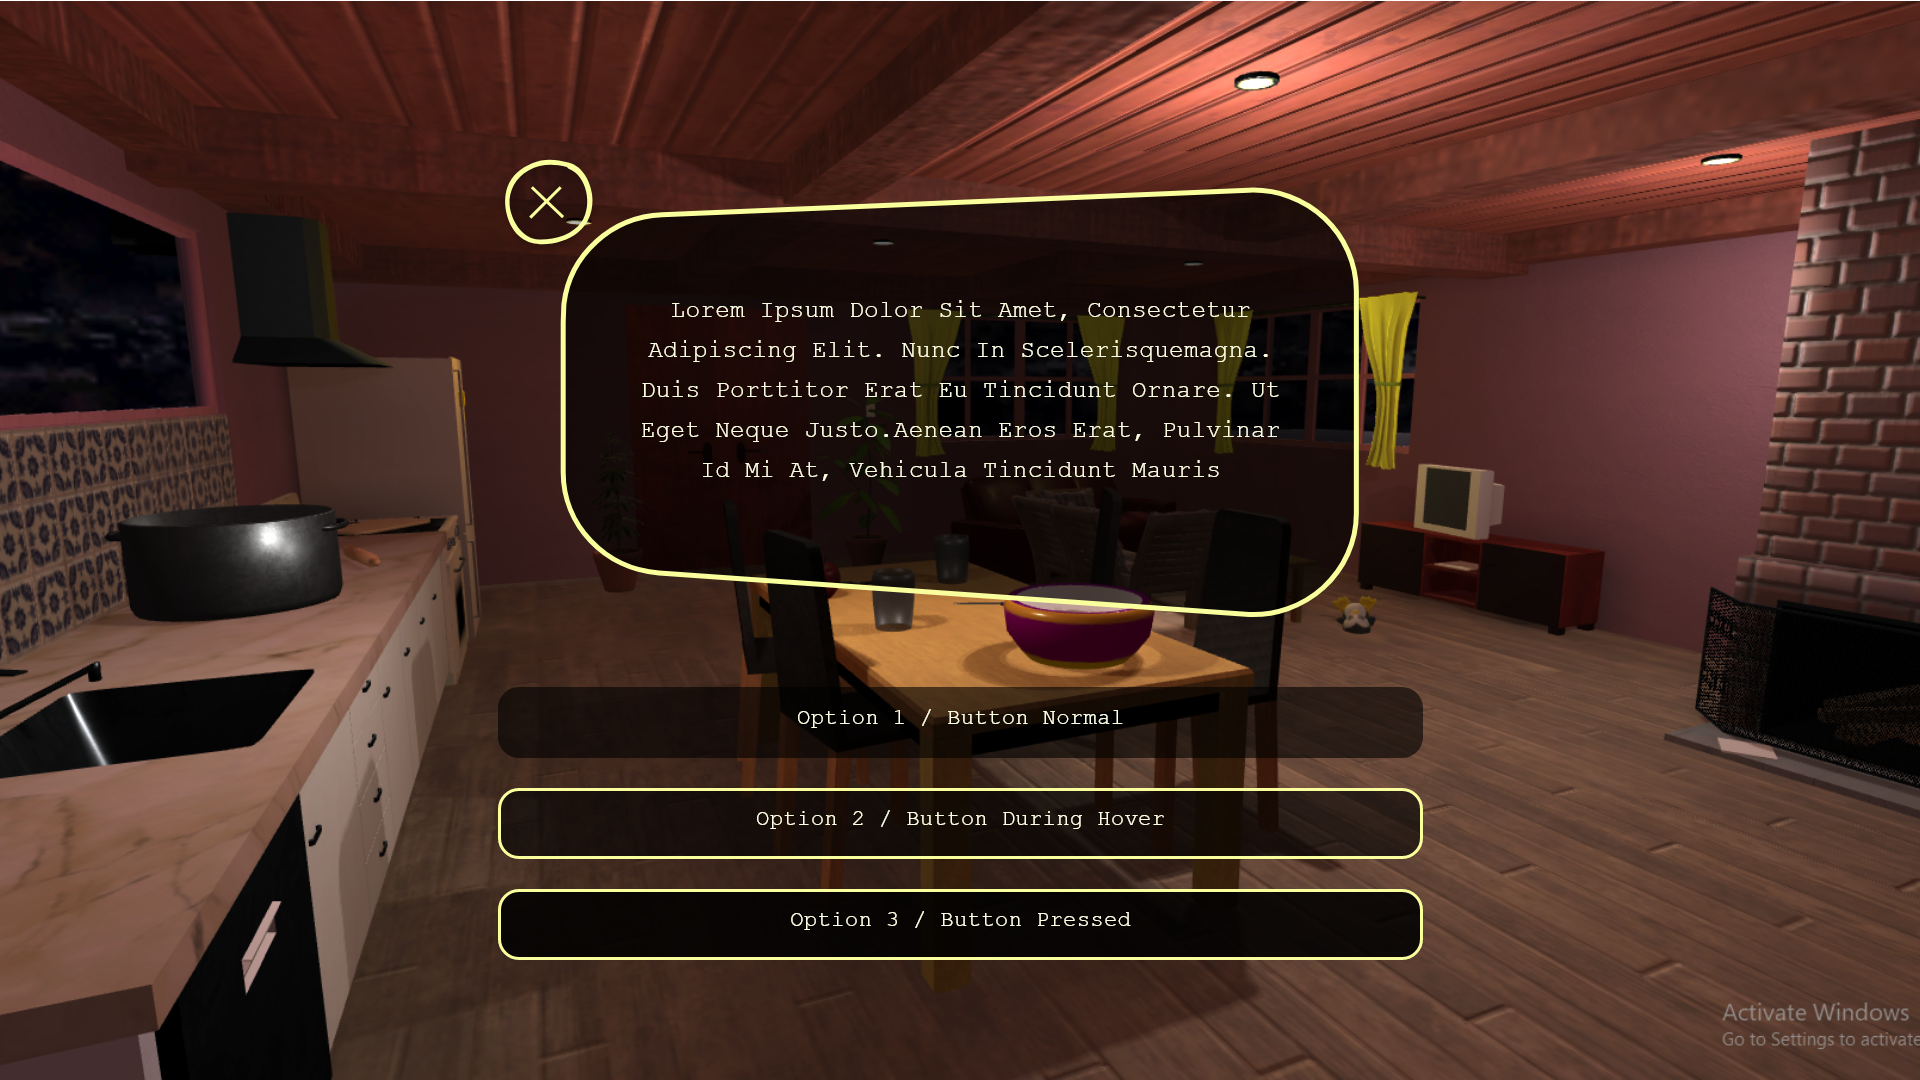 Lorem Ipsum Dolor Sit Amet, Consectetur
Adipiscing Elit. Nunc In Scelerisquemagna.
Duis Porttitor Erat Eu Tincidunt Ornare. Ut
Eget Neque Justo.Aenean Eros Erat, Pulvinar
Id Mi At, Vehicula Tincidunt Mauris
Option 1 / Button Normal
Option 2 / Button During Hover
Option 3 / Button Pressed
Activate Windows
Go to Settings to activate